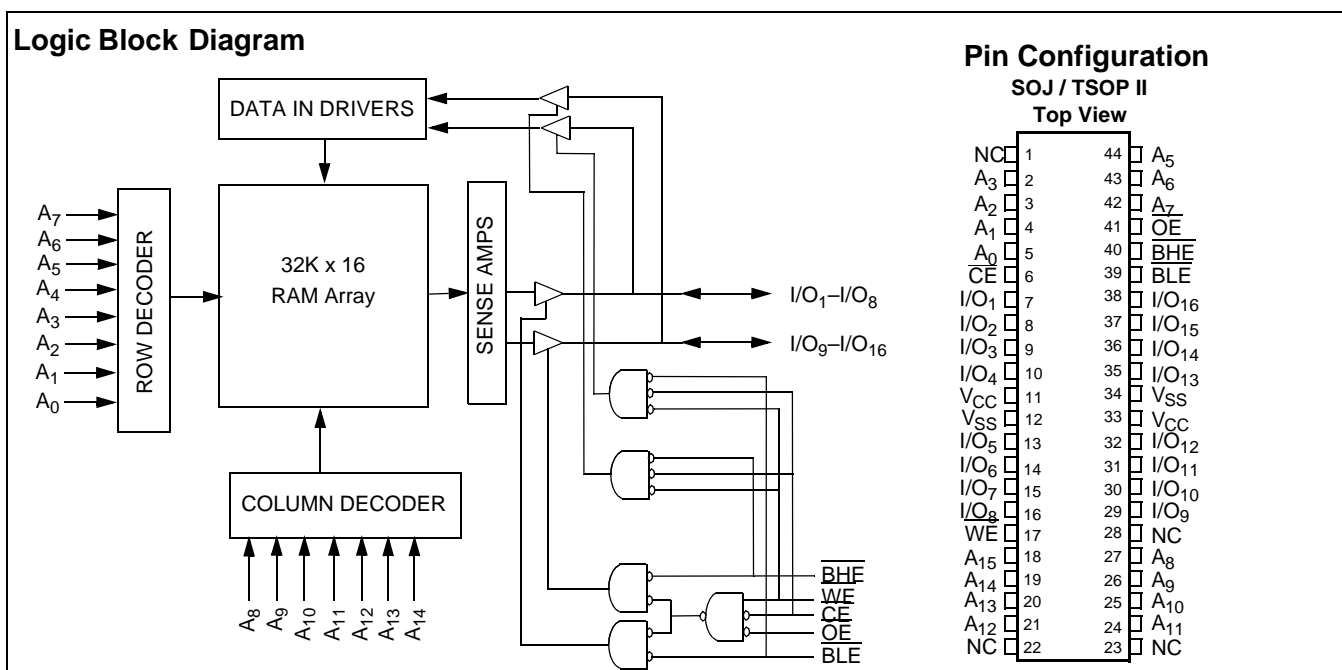 Logic Block Diagram
DATA IN DRIVERS
A7
A6
A5
A4
A3
A2
A1
A0
ROW DECODER
32K x 16
RAM Array
SENSE AMPS
I/O1–I/O8
I/O9–I/O16
COLUMN DECODER
A8
A9
A10
A11
A12
A13
A14
BHE
WE
CE
OE
BLE
Pin Configuration
SOJ / TSOP II
Top View
NC 1 44 A5
A3 2 43 A6
A2 3 42 A7
A1 4 41 OE
A0 5 40 BHE
CE 6 39 BLE
I/O1 7 38 I/O16
I/O2 8 37 I/O15
I/O3 9 36 I/O14
I/O4 10 35 I/O13
VCC 11 34 VSS
VSS 12 33 VCC
I/O5 13 32 I/O12
I/O6 14 31 I/O11
I/O7 15 30 I/O10
I/O8 16 29 I/O9
WE 17 28 NC
A15 18 27 A8
A14 19 26 A9
A13 20 25 A10
A12 21 24 A11
NC 22 23 NC